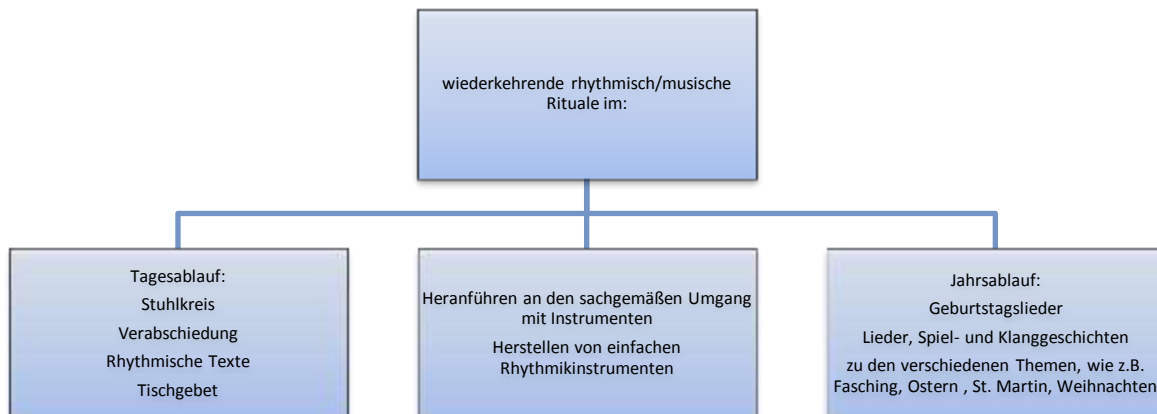 wiederkehrende rhythmisch/musische
Rituale im:
Tagesablauf:
Stuhlkreis
Verabschiedung
Rhythmische Texte
Tischgebet
Heranführen an den sachgemäßen Umgang
mit Instrumenten
Herstellen von einfachen
Rhythmikinstrumenten
Jahrsablauf:
Geburtstagslieder
Lieder, Spiel- und Klanggeschichten
zu den verschiedenen Themen, wie z.B.
Fasching, Ostern , St. Martin, Weihnachten